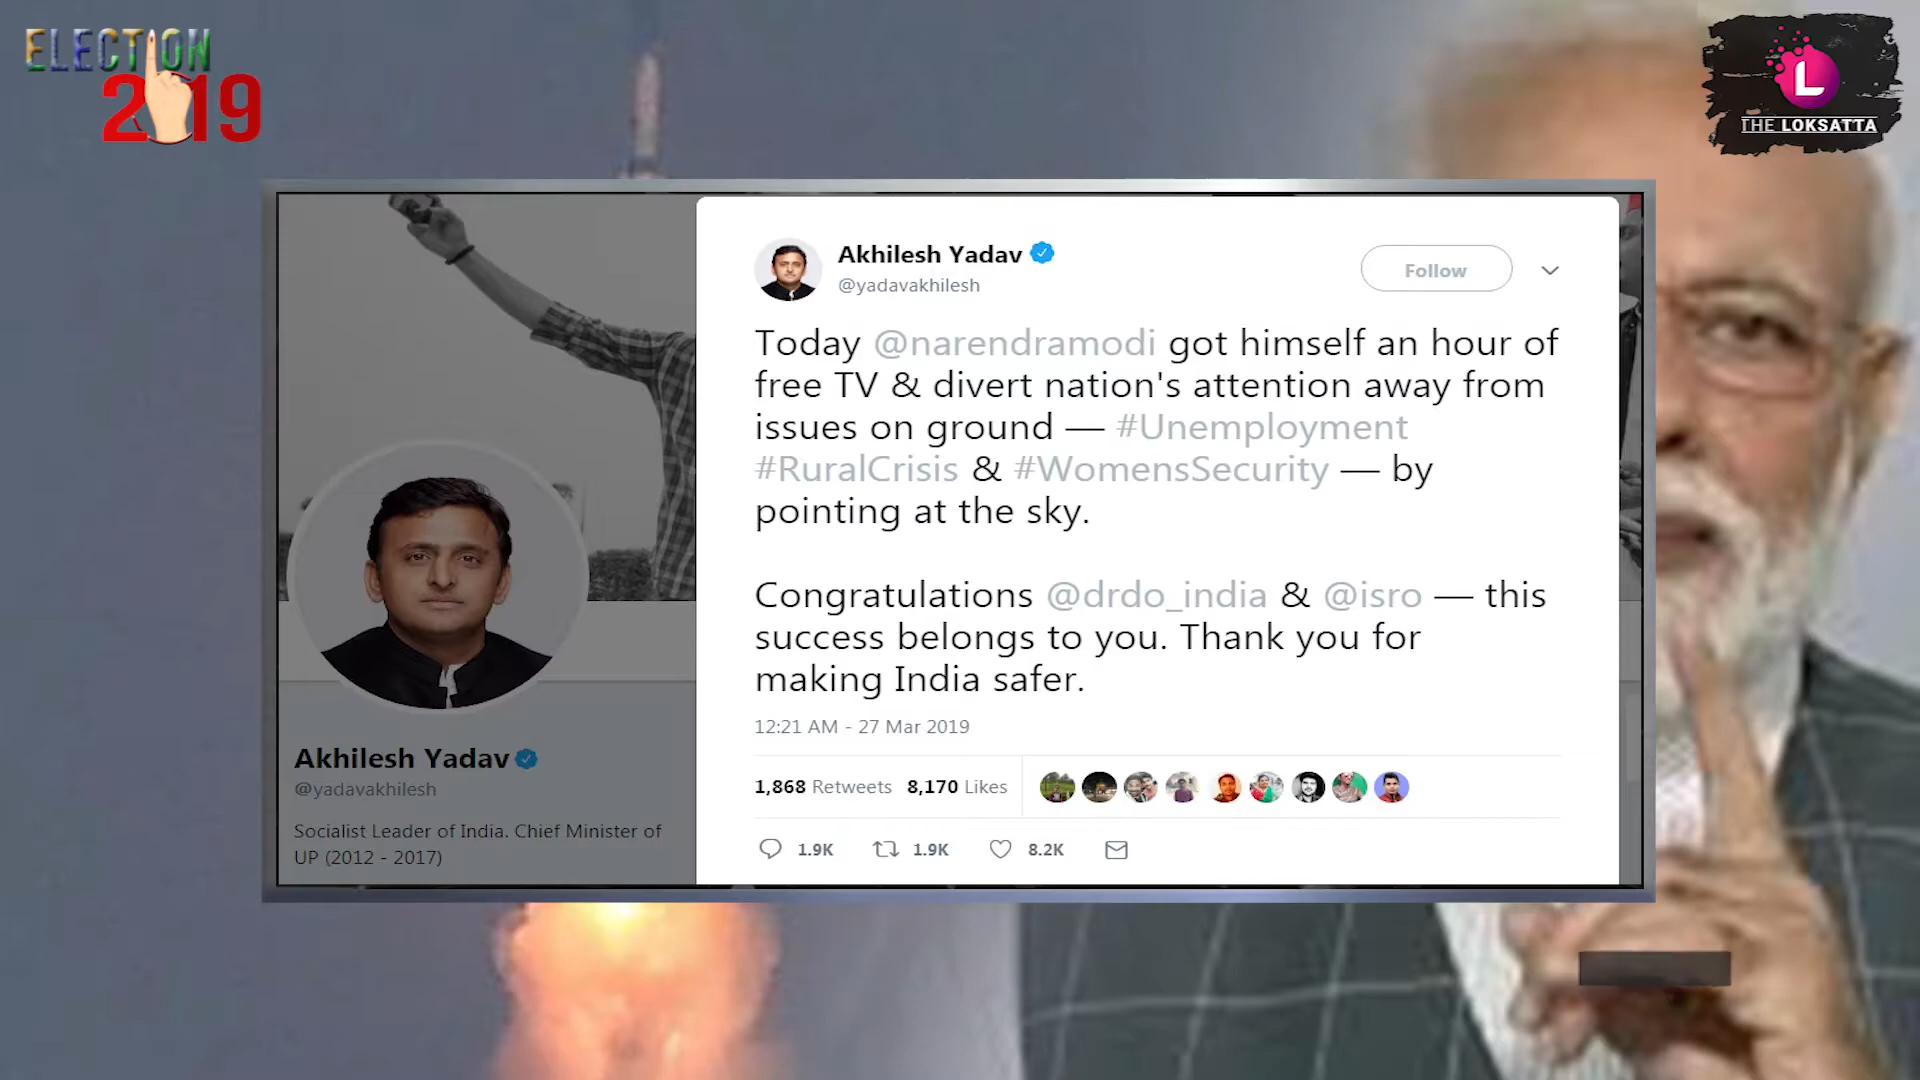 ELECTION
2019
L
THE LOKSATTA
Akhilesh Yadav
@yadavakhilesh
Follow
Today @narendramodi got himself an hour of
free TV & divert nation's attention away from
issues on ground — #Unemployment
#RuralCrisis & #WomensSecurity — by
pointing at the sky.
Congratulations @drdo_india & @isro — this
success belongs to you. Thank you for
making India safer.
12:21 AM - 27 Mar 2019
1,868 Retweets 8,170 Likes
1.9K 1.9K 8.2K
Akhilesh Yadav
@yadavakhilesh
Socialist Leader of India. Chief Minister of
UP (2012 - 2017)